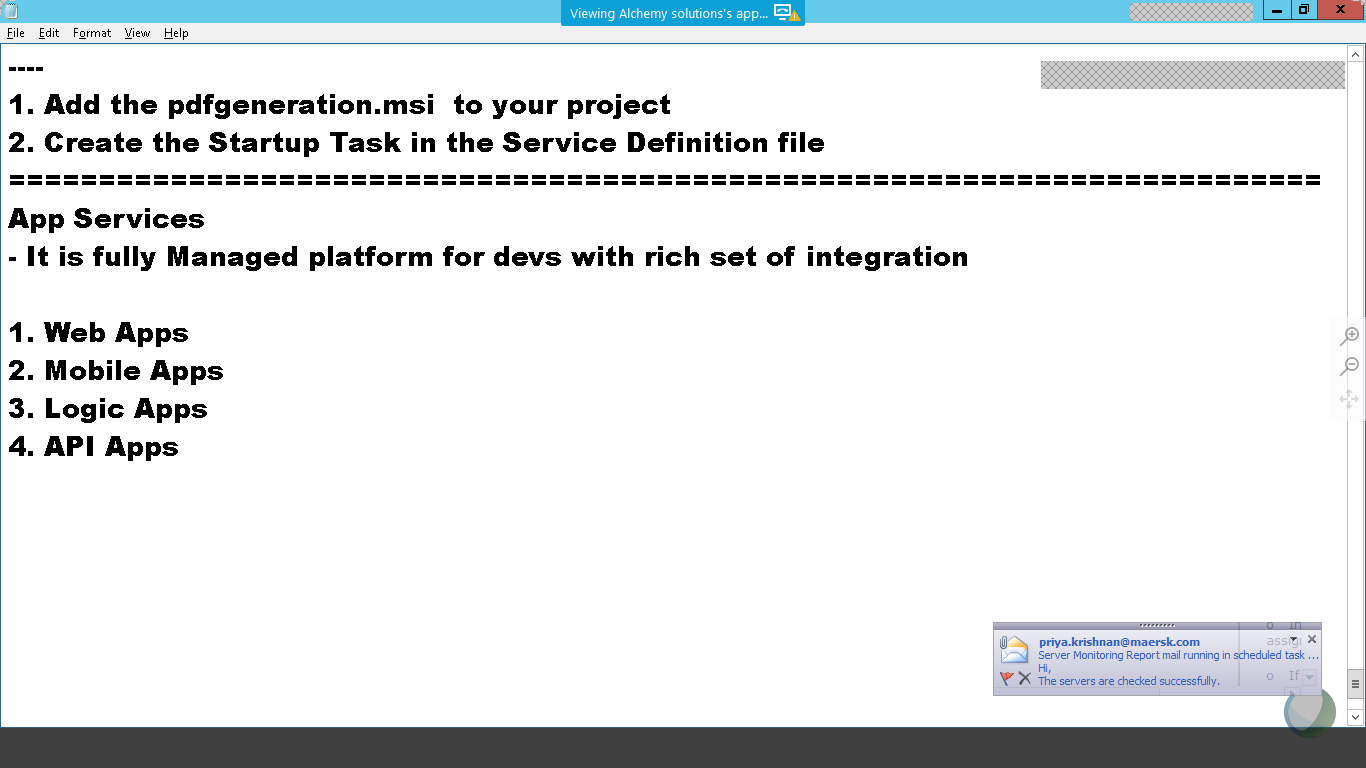 Viewing Alchemy solutions's app...
File Edit Format View Help
----
1. Add the pdfgeneration.msi  to your project
2. Create the Startup Task in the Service Definition file
=========================================================================
App Services
- It is fully Managed platform for devs with rich set of integration
1. Web Apps
2. Mobile Apps
3. Logic Apps
4. API Apps
o In
priya.krishnan@maersk.com
assig
Server Monitoring Report mail running in scheduled task ...
Hi,
The servers are checked successfully.
o If